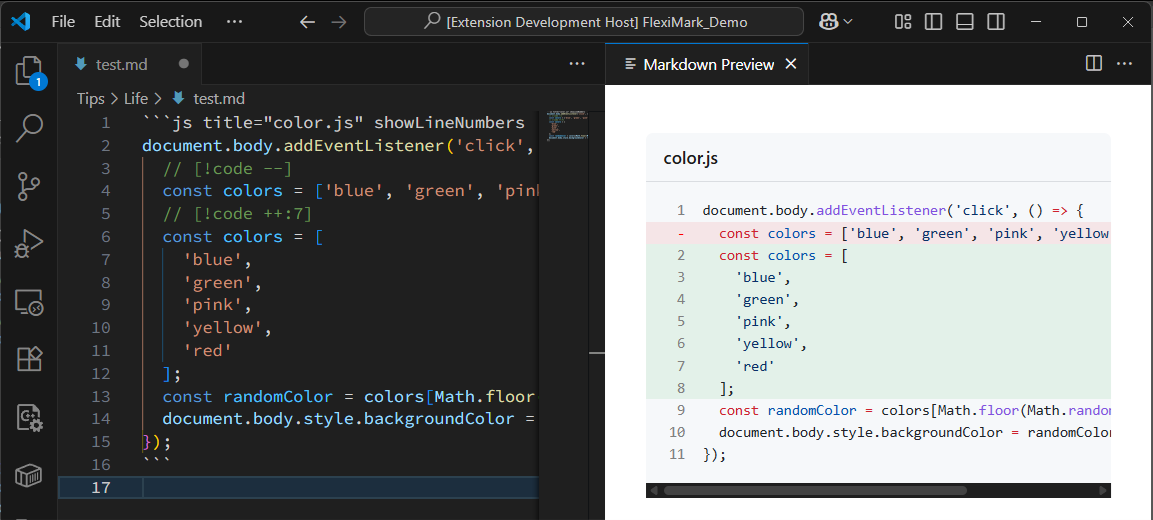 File Edit Selection ··· [Extension Development Host] FlexiMark_Demo
1
test.md
Tips > Life > test.md
1 ```js title="color.js" showLineNumbers
2 document.body.addEventListener('click',
3 // [!code --]
4 const colors = ['blue', 'green', 'pink
5 // [!code ++:7]
6 const colors = [
7 'blue',
8 'green',
9 'pink',
10 'yellow',
11 'red'
12 ];
13 const randomColor = colors[Math.floor
14 document.body.style.backgroundColor =
15 });
16 ```
17
Markdown Preview
color.js
1 document.body.addEventListener('click', () => {
- const colors = ['blue', 'green', 'pink', 'yellow
2 const colors = [
3 'blue',
4 'green',
5 'pink',
6 'yellow',
7 'red'
8 ];
9 const randomColor = colors[Math.floor(Math.random
10 document.body.style.backgroundColor = randomColor
11 });